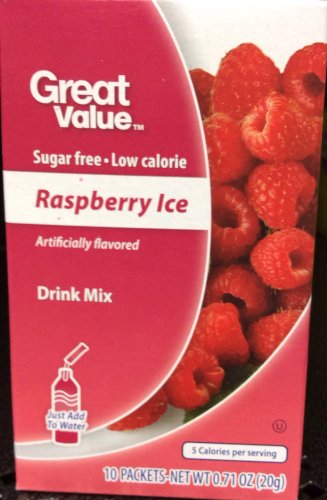 Great
Value™
Sugar free • Low calorie
Raspberry Ice
Artificially flavored
Drink Mix
Just Add
To Water
U
5 Calories per serving
10 PACKETS-NET WT 0.71 OZ (20g)